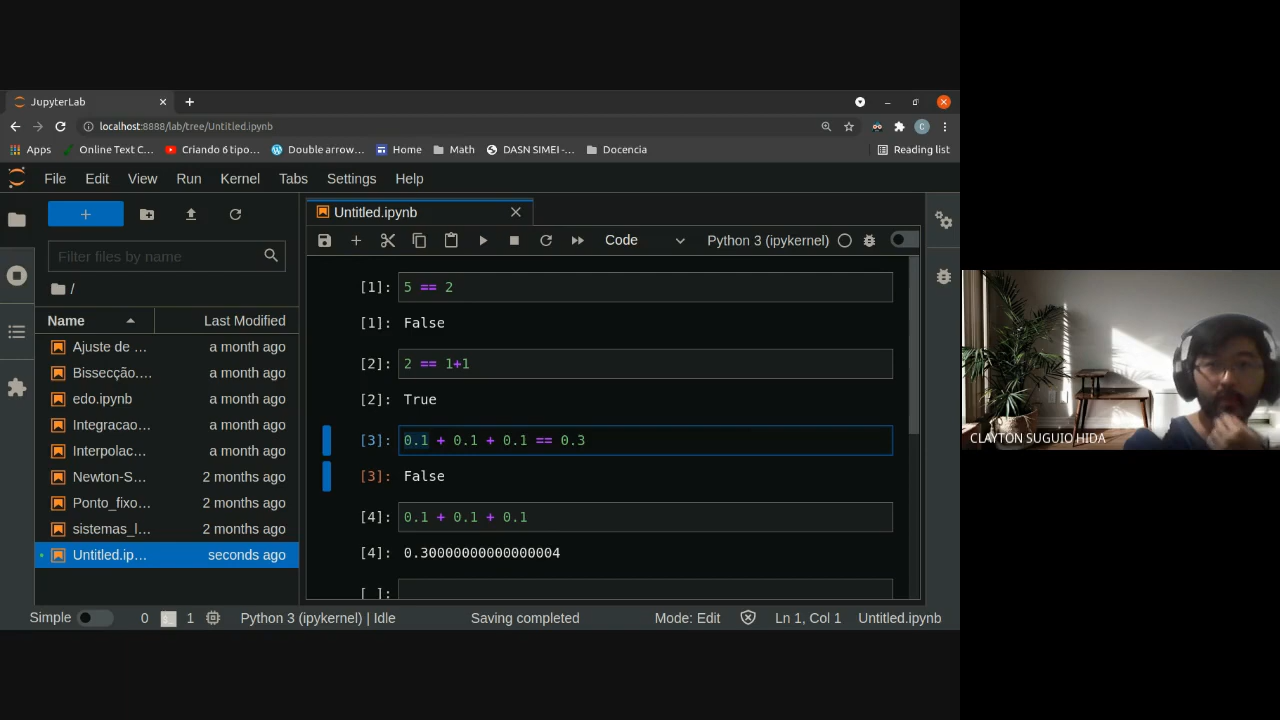 JupyterLab
localhost:8888/lab/tree/Untitled.ipynb
Apps Online Text C… Criando 6 tipo… Double arrow… Home Math DASN SIMEI -… Docencia Reading list
File Edit View Run Kernel Tabs Settings Help
Untitled.ipynb
Code Python 3 (ipykernel)
Filter files by name
/
Name Last Modified
Ajuste de … a month ago
Bissecção.… a month ago
edo.ipynb a month ago
Integracao… a month ago
Interpolac… a month ago
Newton-S… 2 months ago
Ponto_fixo… 2 months ago
sistemas_l… 2 months ago
Untitled.ip… seconds ago
[1]: 5 == 2
[1]: False
[2]: 2 == 1+1
[2]: True
[3]: 0.1 + 0.1 + 0.1 == 0.3
[3]: False
[4]: 0.1 + 0.1 + 0.1
[4]: 0.30000000000000004
[ ]:
Simple 0 1 Python 3 (ipykernel) | Idle Saving completed Mode: Edit Ln 1, Col 1 Untitled.ipynb
CLAYTON SUGUIO HIDA